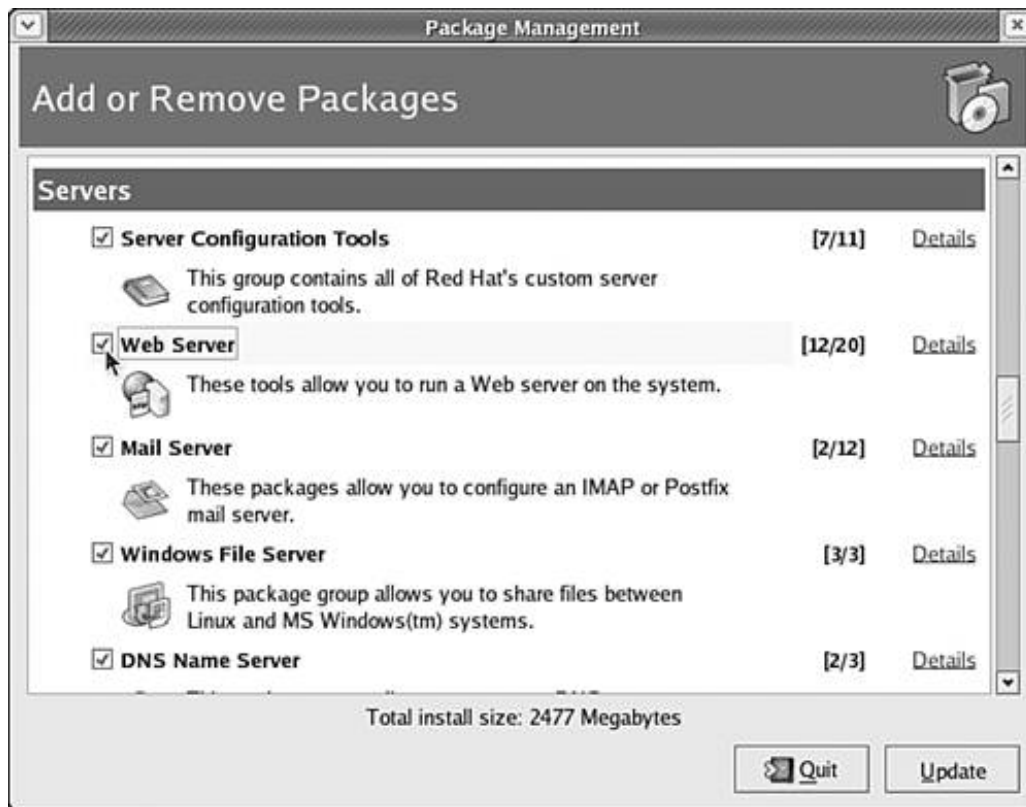 Package Management
Add or Remove Packages
Servers
Server Configuration Tools [7/11] Details
This group contains all of Red Hat's custom server
configuration tools.
Web Server [12/20] Details
These tools allow you to run a Web server on the system.
Mail Server [2/12] Details
These packages allow you to configure an IMAP or Postfix
mail server.
Windows File Server [3/3] Details
This package group allows you to share files between
Linux and MS Windows(tm) systems.
DNS Name Server [2/3] Details
Total install size: 2477 Megabytes
Quit Update